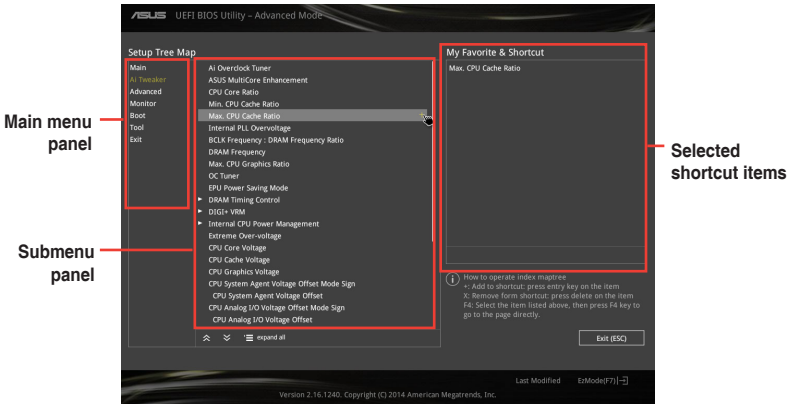 ASUS UEFI BIOS Utility – Advanced Mode
Setup Tree Map
Main
Ai Tweaker
Advanced
Monitor
Boot
Tool
Exit
Ai Overclock Tuner
ASUS MultiCore Enhancement
CPU Core Ratio
Min. CPU Cache Ratio
Max. CPU Cache Ratio
Internal PLL Overvoltage
BCLK Frequency : DRAM Frequency Ratio
DRAM Frequency
Max. CPU Graphics Ratio
OC Tuner
EPU Power Saving Mode
DRAM Timing Control
DIGI+ VRM
Internal CPU Power Management
Extreme Over-voltage
CPU Core Voltage
CPU Cache Voltage
CPU Graphics Voltage
CPU System Agent Voltage Offset Mode Sign
CPU System Agent Voltage Offset
CPU Analog I/O Voltage Offset Mode Sign
CPU Analog I/O Voltage Offset
expand all
My Favorite & Shortcut
Max. CPU Cache Ratio
How to operate index maptree
+: Add to shortcut: press entry key on the item
X: Remove form shortcut: press delete on the item
F4: Select the item listed above, then press F4 key to
go to the page directly.
Exit (ESC)
Last Modified EzMode(F7)
Version 2.16.1240. Copyright (C) 2014 American Megatrends, Inc.
Main menu
panel
Submenu
panel
Selected
shortcut items